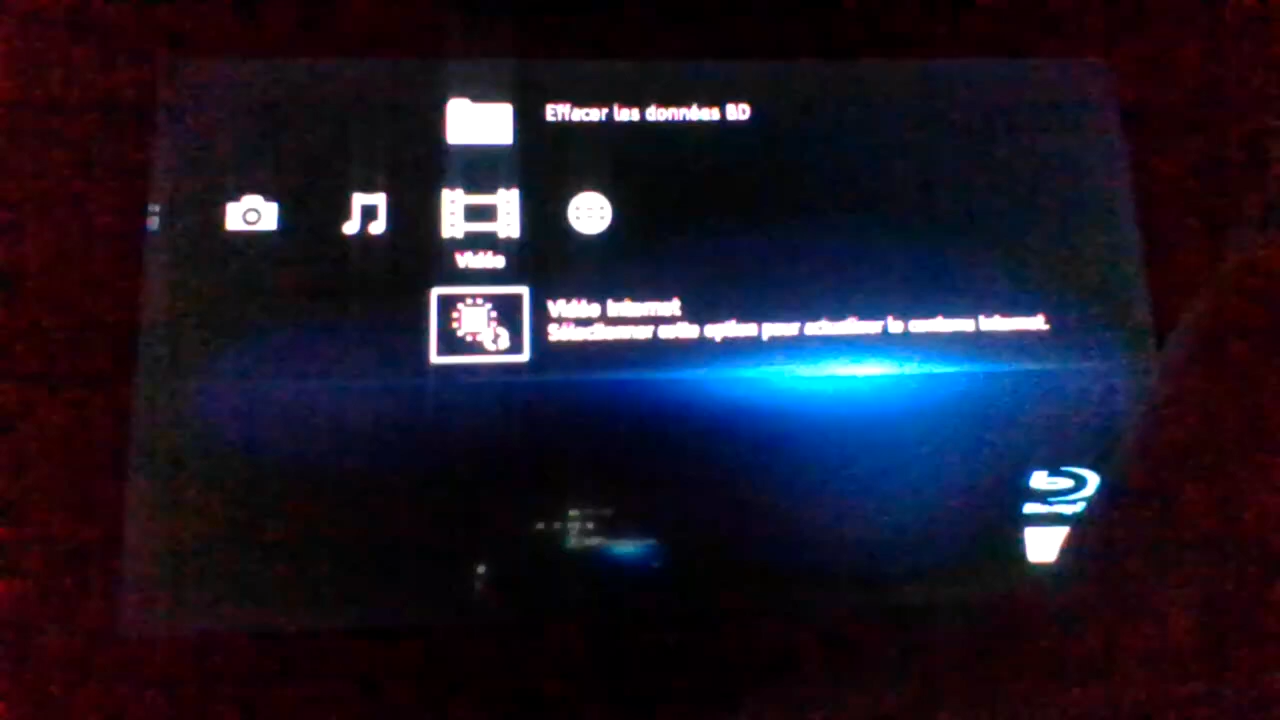 Effacer les données BD
Vidéo
Vidéo Internet
Sélectionner cette option pour actualiser le contenu Internet.